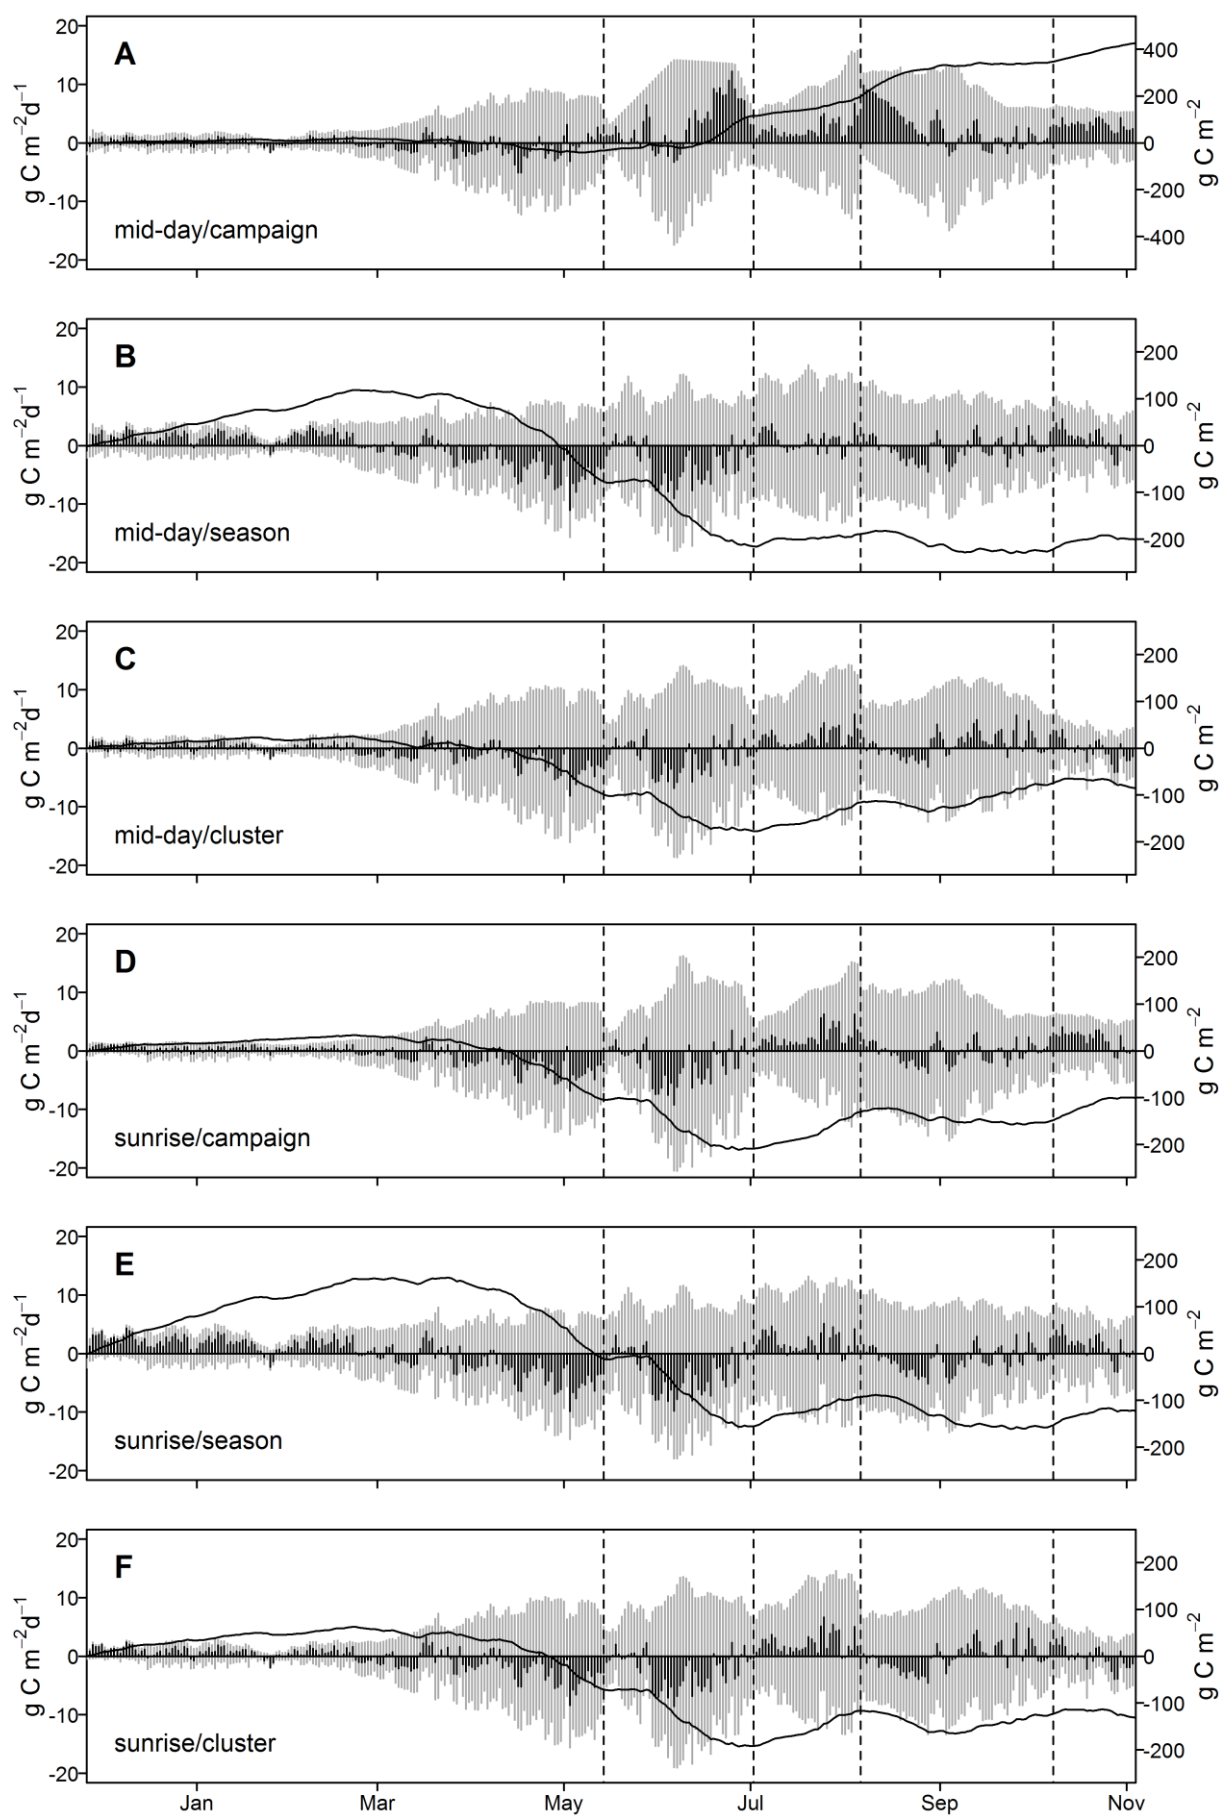 A
20
10
0
-10
-20
g C m⁻²d⁻¹
400
200
0
-200
-400
g C m⁻²
mid-day/campaign
B
20
10
0
-10
-20
g C m⁻²d⁻¹
200
100
0
-100
-200
g C m⁻²
mid-day/season
C
20
10
0
-10
-20
g C m⁻²d⁻¹
200
100
0
-100
-200
g C m⁻²
mid-day/cluster
D
20
10
0
-10
-20
g C m⁻²d⁻¹
200
100
0
-100
-200
g C m⁻²
sunrise/campaign
E
20
10
0
-10
-20
g C m⁻²d⁻¹
200
100
0
-100
-200
g C m⁻²
sunrise/season
F
20
10
0
-10
-20
g C m⁻²d⁻¹
200
100
0
-100
-200
g C m⁻²
sunrise/cluster
Jan Mar May Jul Sep Nov